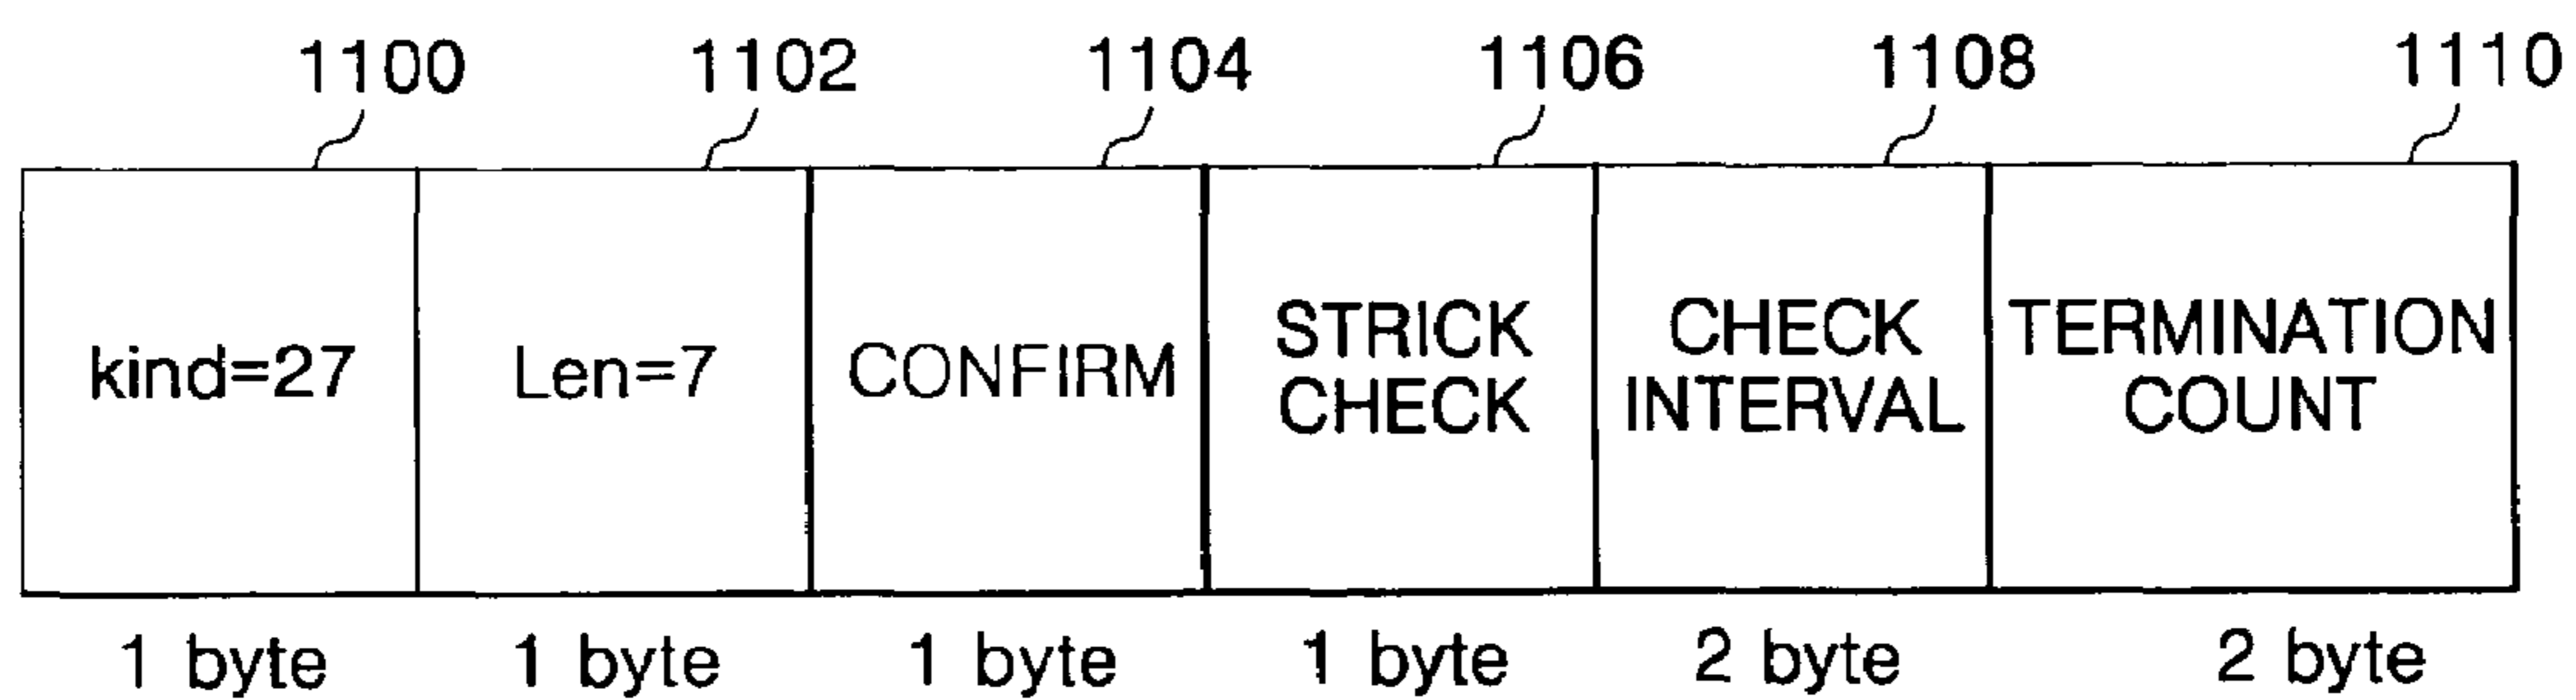 1100 1102 1104 1106 1108 1110
kind=27 Len=7 CONFIRM STRICK CHECK CHECK INTERVAL TERMINATION COUNT
1 byte 1 byte 1 byte 1 byte 2 byte 2 byte